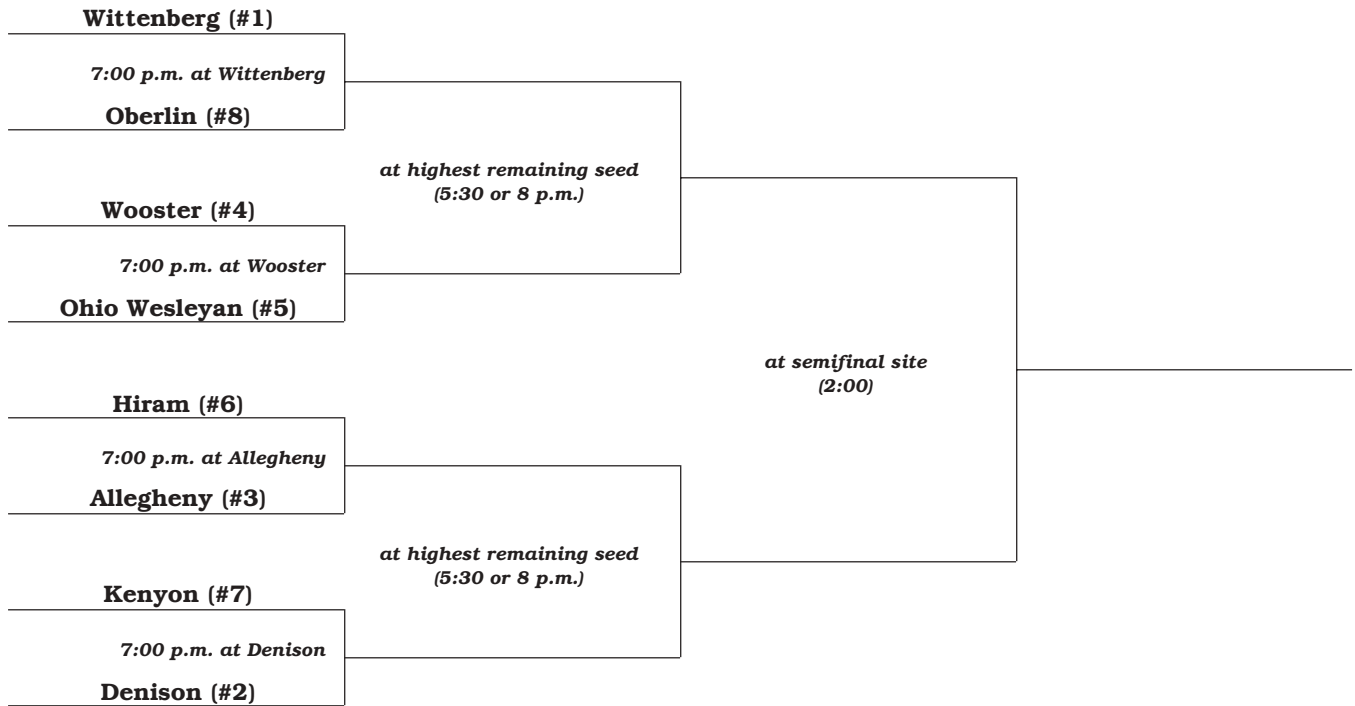 Wittenberg (#1)
7:00 p.m. at Wittenberg
Oberlin (#8)
at highest remaining seed
(5:30 or 8 p.m.)
Wooster (#4)
7:00 p.m. at Wooster
Ohio Wesleyan (#5)
at semifinal site
(2:00)
Hiram (#6)
7:00 p.m. at Allegheny
Allegheny (#3)
at highest remaining seed
(5:30 or 8 p.m.)
Kenyon (#7)
7:00 p.m. at Denison
Denison (#2)